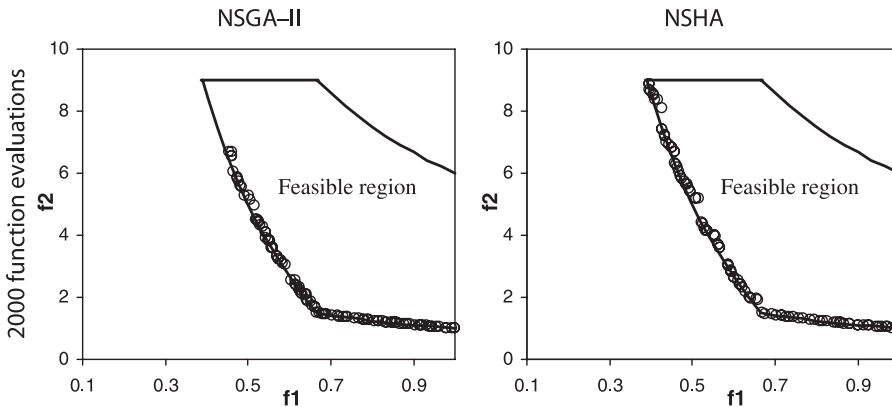 NSGA–II
NSHA
2000 function evaluations
10
8
6
4
2
0
f2
Feasible region
0.1
0.3
0.5
0.7
0.9
f1
10
8
6
4
2
0
f2
Feasible region
0.1
0.3
0.5
0.7
0.9
f1